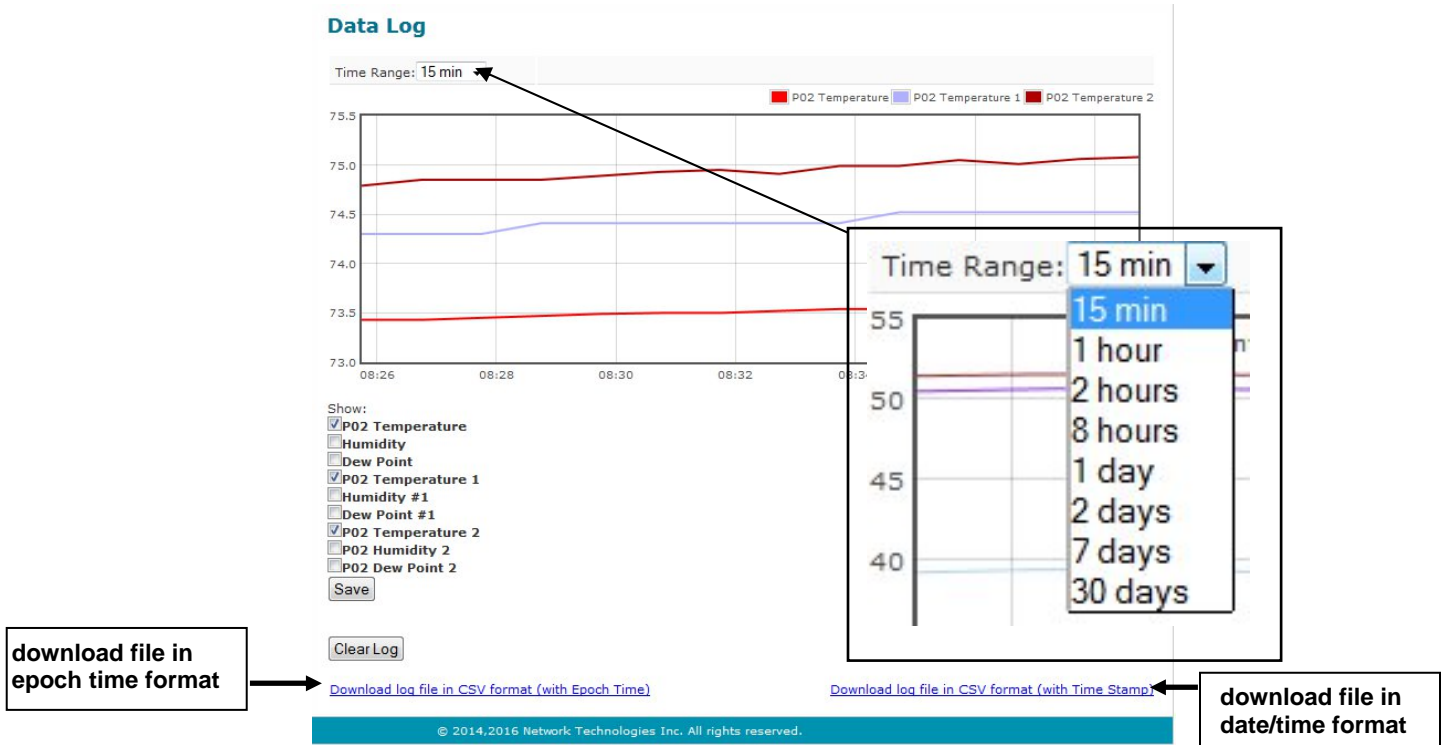 Data Log
Time Range: 15 min
P02 Temperature P02 Temperature 1 P02 Temperature 2
75.5
75.0
74.5
74.0
73.5
73.0
08:26 08:28 08:30 08:32
Time Range: 15 min
15 min
1 hour
2 hours
8 hours
1 day
2 days
7 days
30 days
55
50
45
40
Show:
P02 Temperature
Humidity
Dew Point
P02 Temperature 1
Humidity #1
Dew Point #1
P02 Temperature 2
P02 Humidity 2
P02 Dew Point 2
Save
Clear Log
download file in
epoch time format
Download log file in CSV format (with Epoch Time)
Download log file in CSV format (with Time Stamp)
download file in
date/time format
© 2014,2016 Network Technologies Inc. All rights reserved.